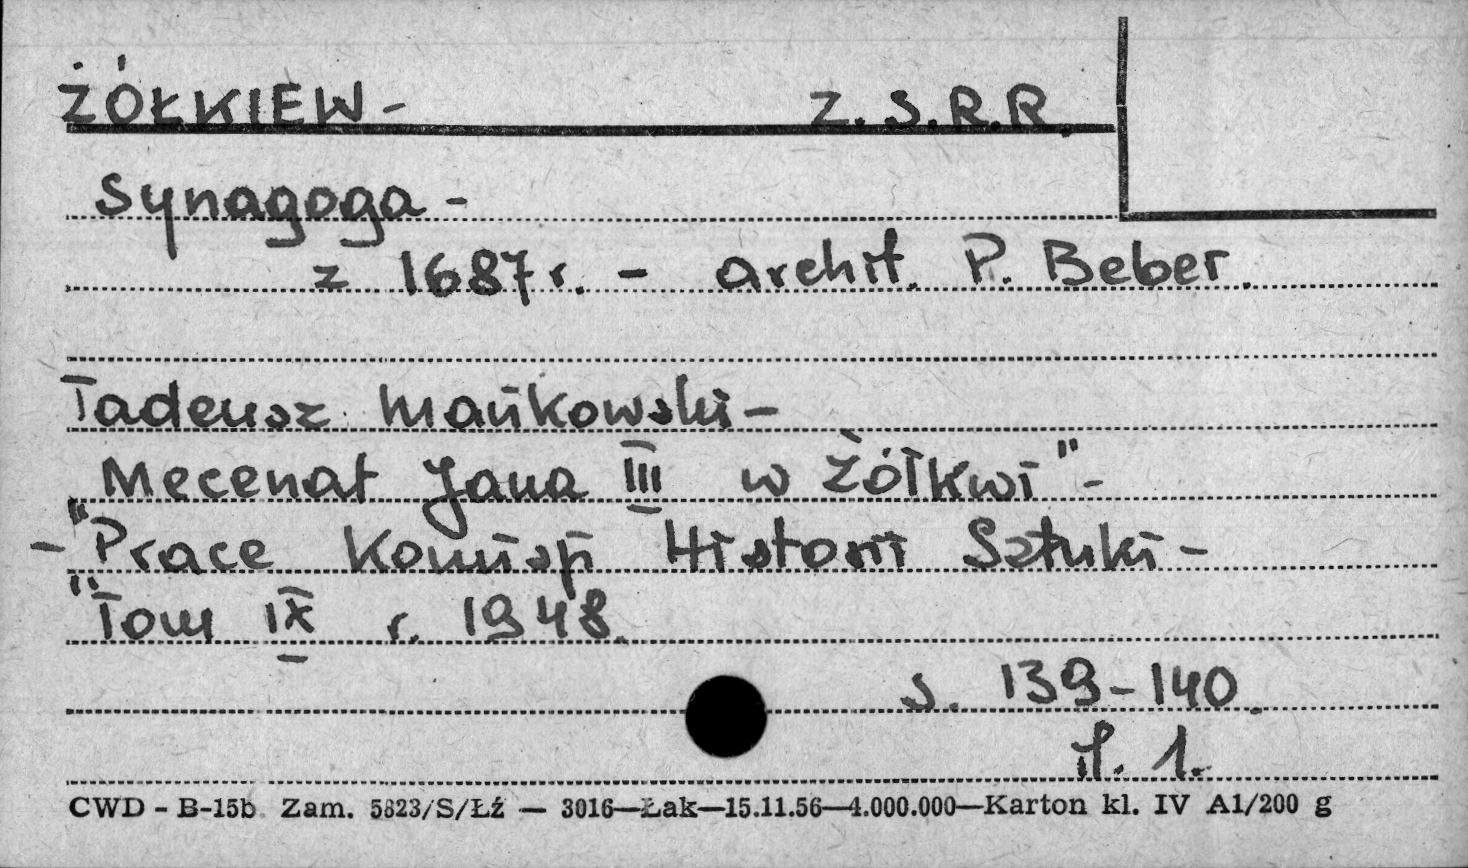 ŻÓŁKIEW - Z.S.R.R.
Synagoga -
z 1687 r. - archit. P. Beber.
Tadeusz Mańkowski -
"Mecenat Jana III w Żółkwi" -
- "Prace Komisji Historii Sztuki -
"Tom IX r. 1948.
s. 139-140.
il. 1.
CWD - B-15b Zam. 5823/S/Łź — 3016—Łak—15.11.56—4.000.000—Karton kl. IV A1/200 g